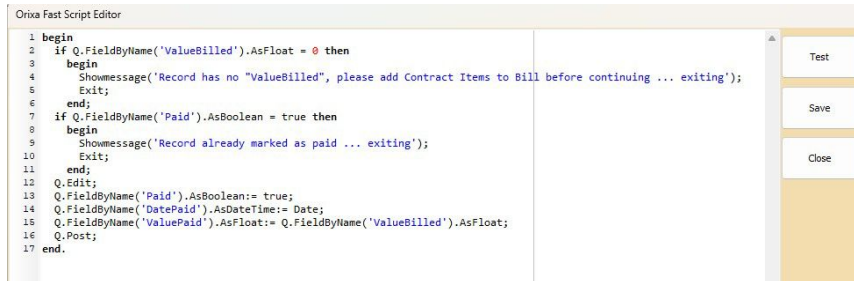 Orixa Fast Script Editor
1 begin
2 if Q.FieldByName('ValueBilled').AsFloat = 0 then
3 begin
4 Showmessage('Record has no "ValueBilled", please add Contract Items to Bill before continuing ... exiting');
5 Exit;
6 end;
7 if Q.FieldByName('Paid').AsBoolean = true then
8 begin
9 Showmessage('Record already marked as paid ... exiting');
10 Exit;
11 end;
12 Q.Edit;
13 Q.FieldByName('Paid').AsBoolean:= true;
14 Q.FieldByName('DatePaid').AsDateTime:= Date;
15 Q.FieldByName('ValuePaid').AsFloat:= Q.FieldByName('ValueBilled').AsFloat;
16 Q.Post;
17 end.
Test
Save
Close